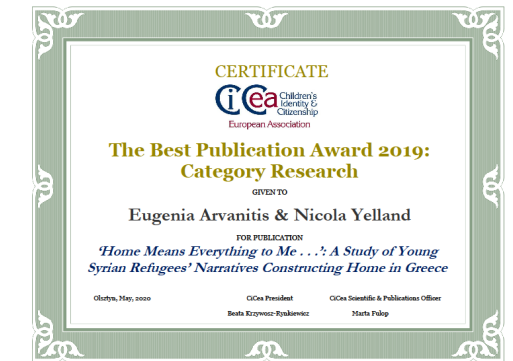 CERTIFICATE
CiCea Children's
Identity &
Citizenship
European Association
The Best Publication Award 2019:
Category Research
GIVEN TO
Eugenia Arvanitis & Nicola Yelland
FOR PUBLICATION
‘Home Means Everything to Me . . .’: A Study of Young
Syrian Refugees’ Narratives Constructing Home in Greece
Olsztyn, May, 2020 CiCea President CiCea Scientific & Publications Officer
Beata Krzywosz-Rynkiewicz Marta Fulop